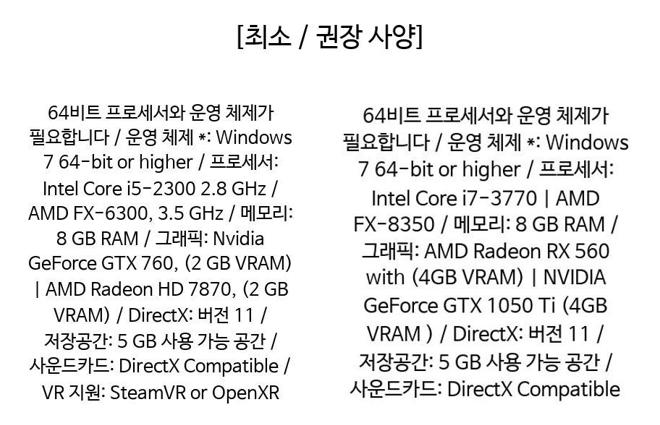 [최소 / 권장 사양]
64비트 프로세서와 운영 체제가
필요합니다 / 운영 체제 *: Windows
7 64-bit or higher / 프로세서:
Intel Core i5-2300 2.8 GHz /
AMD FX-6300, 3.5 GHz / 메모리:
8 GB RAM / 그래픽: Nvidia
GeForce GTX 760, (2 GB VRAM)
| AMD Radeon HD 7870, (2 GB
VRAM) / DirectX: 버전 11 /
저장공간: 5 GB 사용 가능 공간 /
사운드카드: DirectX Compatible /
VR 지원: SteamVR or OpenXR
64비트 프로세서와 운영 체제가
필요합니다 / 운영 체제 *: Windows
7 64-bit or higher / 프로세서:
Intel Core i7-3770 | AMD
FX-8350 / 메모리: 8 GB RAM /
그래픽: AMD Radeon RX 560
with (4GB VRAM) | NVIDIA
GeForce GTX 1050 Ti (4GB
VRAM ) / DirectX: 버전 11 /
저장공간: 5 GB 사용 가능 공간 /
사운드카드: DirectX Compatible